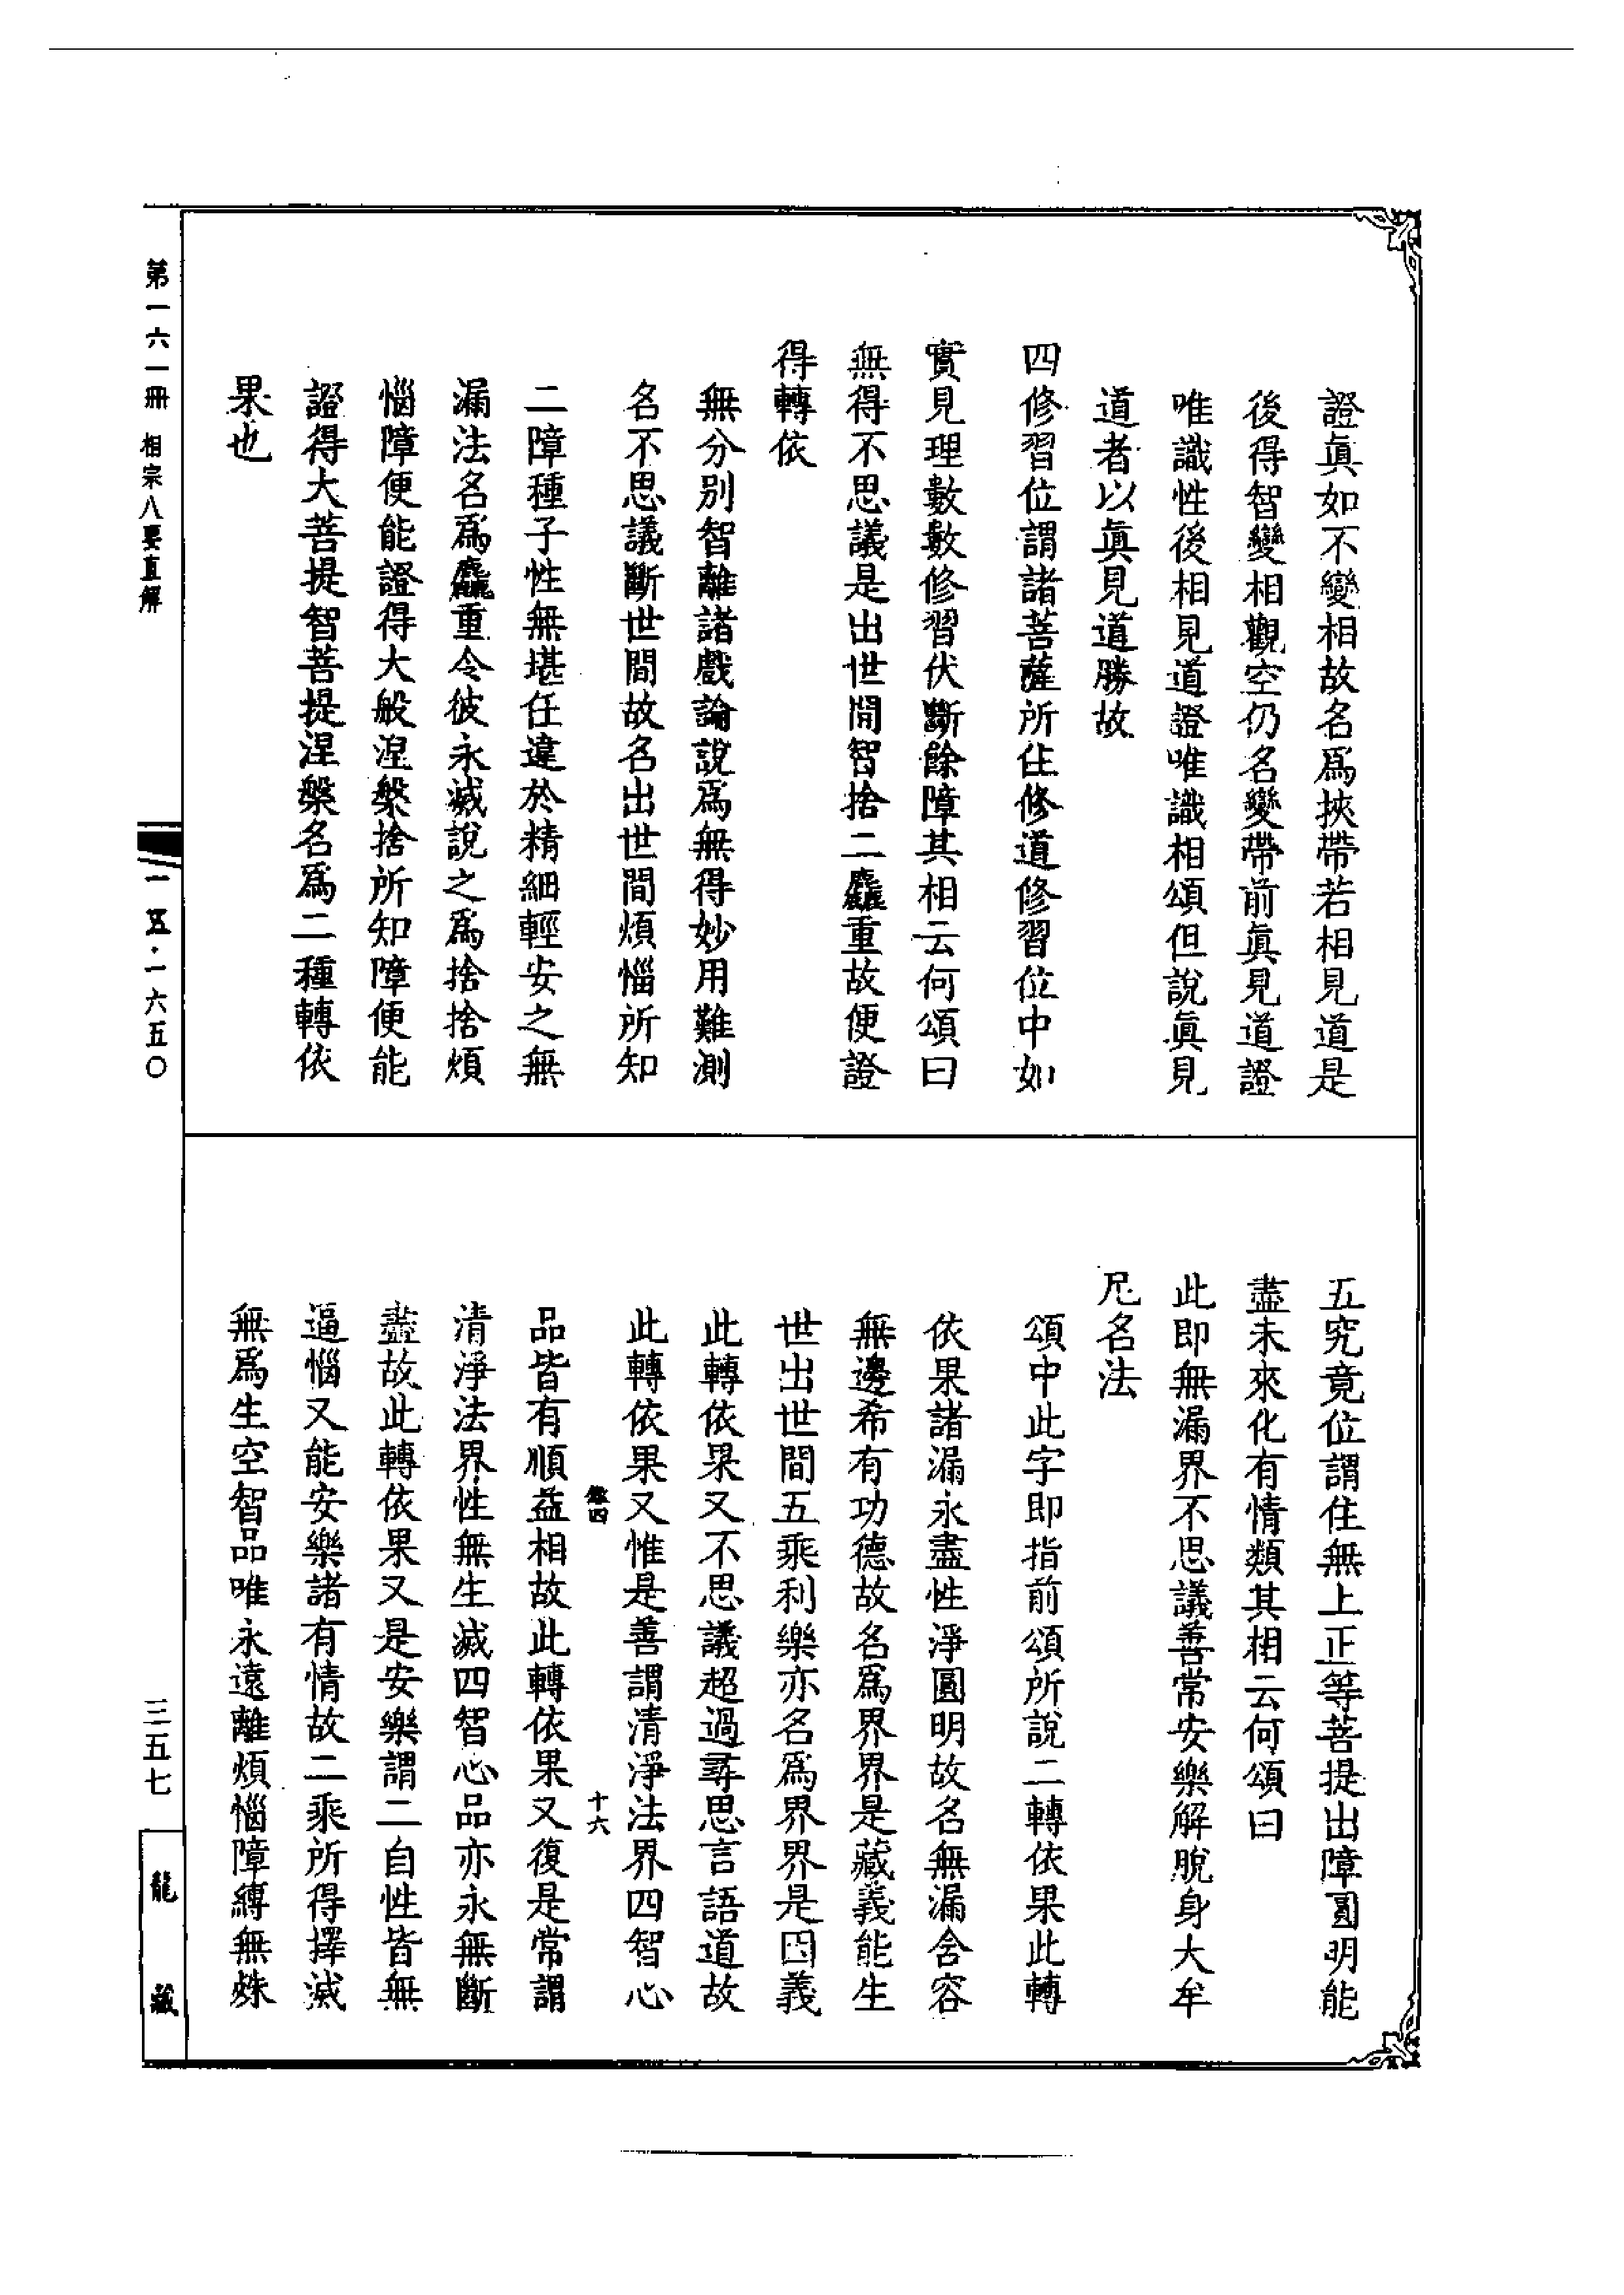 證眞如不變相故名爲挾帶若相見道是
後得智變相觀空仍名變帶前眞見道證
唯識性後相見道證唯識相頌但說眞見
道者以眞見道勝故
四修習位謂諸菩薩所住修道修習位中如
實見理數數修習伏斷餘障其相云何頌曰
無得不思議是出世間智捨二麤重故便證
得轉依
無分別智離諸戲論說爲無得妙用難測
名不思議斷世間故名出世間煩惱所知
二障種子性無堪任違於精細輕安之無
漏法名爲麤重令彼永滅說之爲捨捨煩
惱障便能證得大般涅槃捨所知障便能
證得大菩提智菩提涅槃名爲二種轉依
果也
五究竟位謂住無上正等菩提出障圓明能
盡未來化有情類其相云何頌曰
此即無漏界不思議善常安樂解脫身大牟
尼名法
頌中此字即指前頌所說二轉依果此轉
依果諸漏永盡性淨圓明故名無漏含容
無邊希有功德故名爲界界是藏義能生
世出世間五乘利樂亦名爲界界是因義
此轉依果又不思議超過尋思言語道故
此轉依果又惟是善謂清淨法界四智心
品皆有順益相故此轉依果又復是常謂
清淨法界性無生滅四智心品亦永無斷
盡故此轉依果又是安樂謂二自性皆無
逼惱又能安樂諸有情故二乘所得擇滅
無爲生空智品唯永遠離煩惱障縛無殊
十六
第一六一冊 相宗八要直解
一五·一六五〇
三五七
龍藏